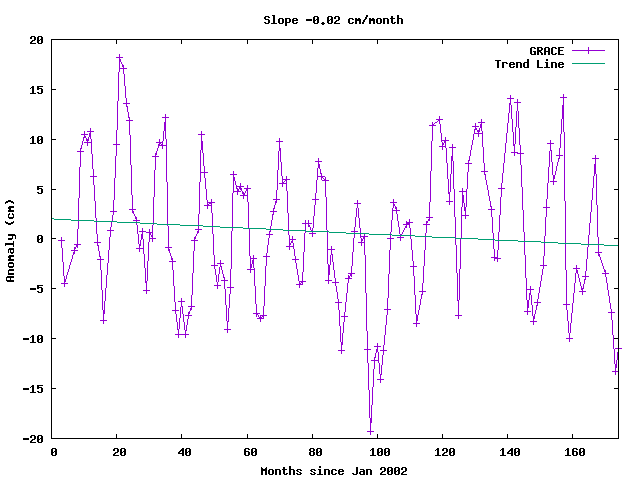 Slope -0.02 cm/month
GRACE
Trend Line
20
15
10
5
0
-5
-10
-15
-20
Anomaly (cm)
0 20 40 60 80 100 120 140 160
Months since Jan 2002